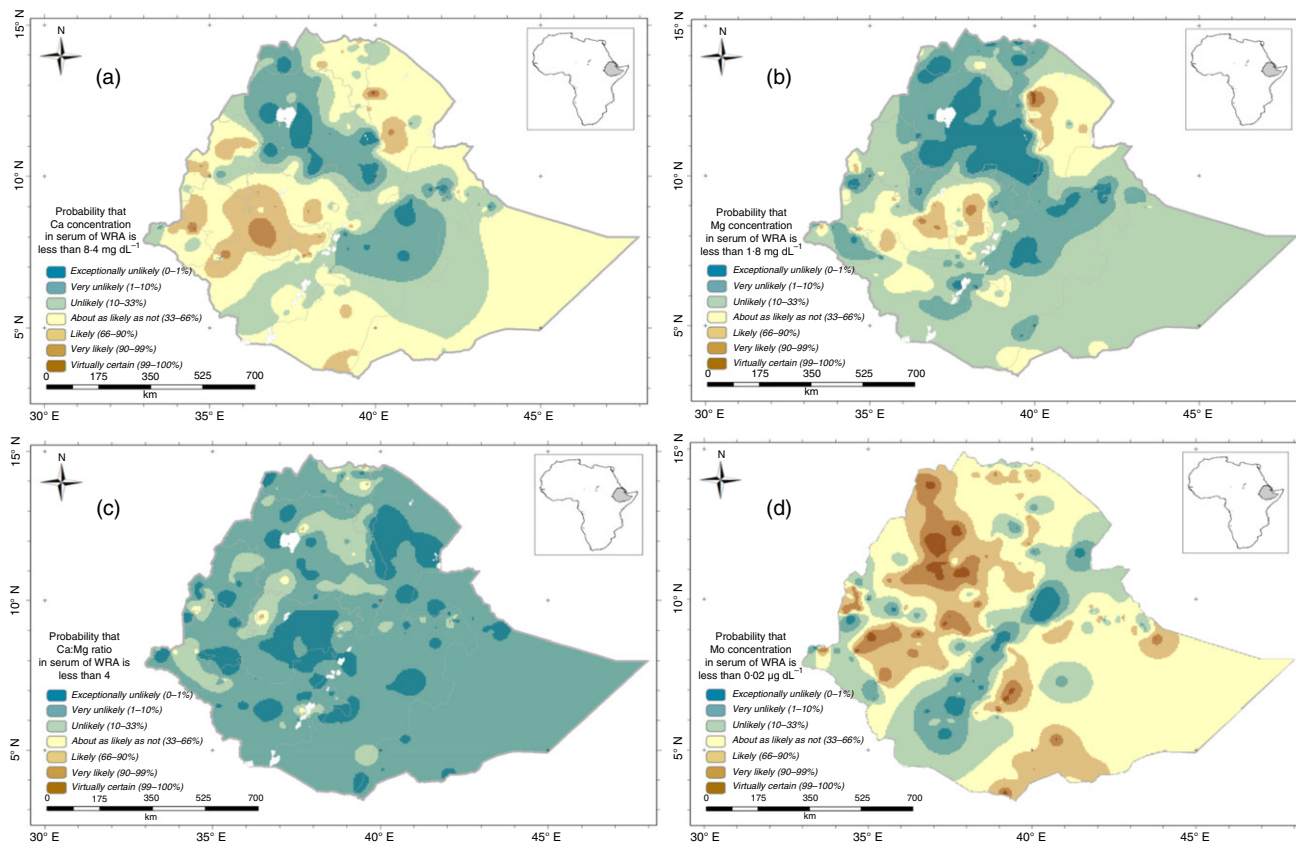 15° N
10° N
5° N
N
(a)
Probability that
Ca concentration
in serum of WRA is
less than 8·4 mg dL⁻¹
Exceptionally unlikely (0–1%)
Very unlikely (1–10%)
Unlikely (10–33%)
About as likely as not (33–66%)
Likely (66–90%)
Very likely (90–99%)
Virtually certain (99–100%)
0 175 350 525 700
km
30° E 35° E 40° E 45° E
15° N
10° N
5° N
N
(b)
Probability that
Mg concentration
in serum of WRA is
less than 1·8 mg dL⁻¹
Exceptionally unlikely (0–1%)
Very unlikely (1–10%)
Unlikely (10–33%)
About as likely as not (33–66%)
Likely (66–90%)
Very likely (90–99%)
Virtually certain (99–100%)
0 175 350 525 700
km
30° E 35° E 40° E 45° E
15° N
10° N
5° N
N
(c)
Probability that
Ca:Mg ratio
in serum of WRA is
less than 4
Exceptionally unlikely (0–1%)
Very unlikely (1–10%)
Unlikely (10–33%)
About as likely as not (33–66%)
Likely (66–90%)
Very likely (90–99%)
Virtually certain (99–100%)
0 175 350 525 700
km
30° E 35° E 40° E 45° E
15° N
10° N
5° N
N
(d)
Probability that
Mo concentration
in serum of WRA is
less than 0·02 µg dL⁻¹
Exceptionally unlikely (0–1%)
Very unlikely (1–10%)
Unlikely (10–33%)
About as likely as not (33–66%)
Likely (66–90%)
Very likely (90–99%)
Virtually certain (99–100%)
0 175 350 525 700
km
30° E 35° E 40° E 45° E